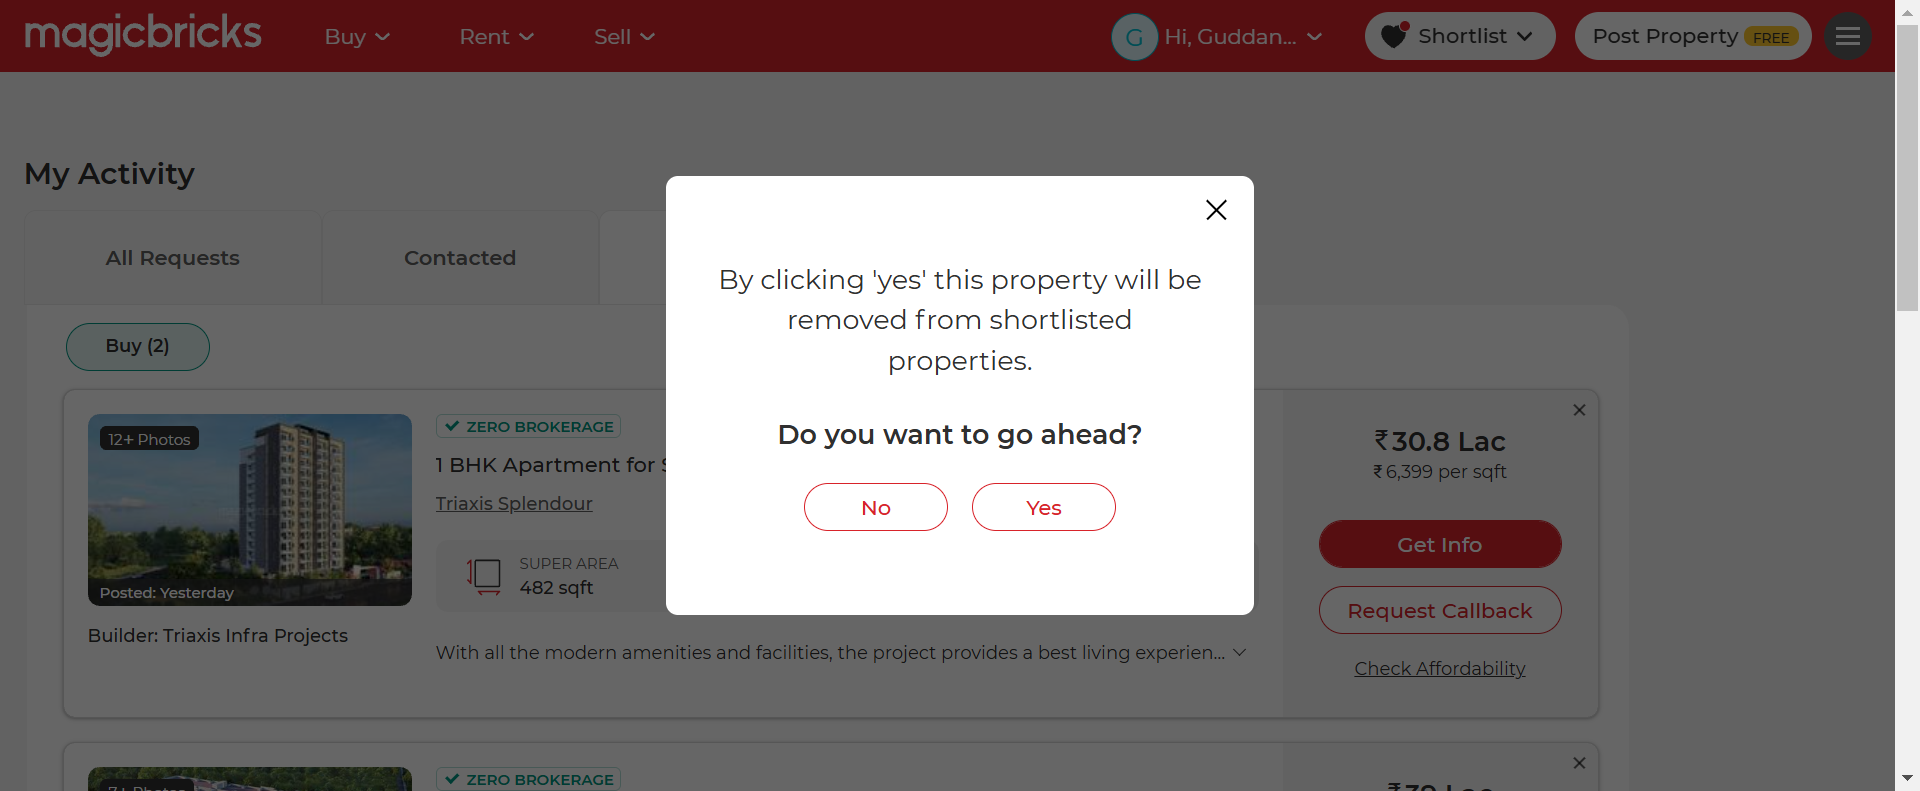 magicbricks
Buy
Rent
Sell
G
Hi, Guddan...
Shortlist
Post Property FREE
My Activity
All Requests
Contacted
Buy (2)
By clicking 'yes' this property will be
removed from shortlisted
properties.
Do you want to go ahead?
No
Yes
12+ Photos
Posted: Yesterday
Builder: Triaxis Infra Projects
ZERO BROKERAGE
1 BHK Apartment for
Triaxis Splendour
SUPER AREA
482 sqft
With all the modern amenities and facilities, the project provides a best living experien...
₹30.8 Lac
₹6,399 per sqft
Get Info
Request Callback
Check Affordability
7+ Photos
ZERO BROKERAGE